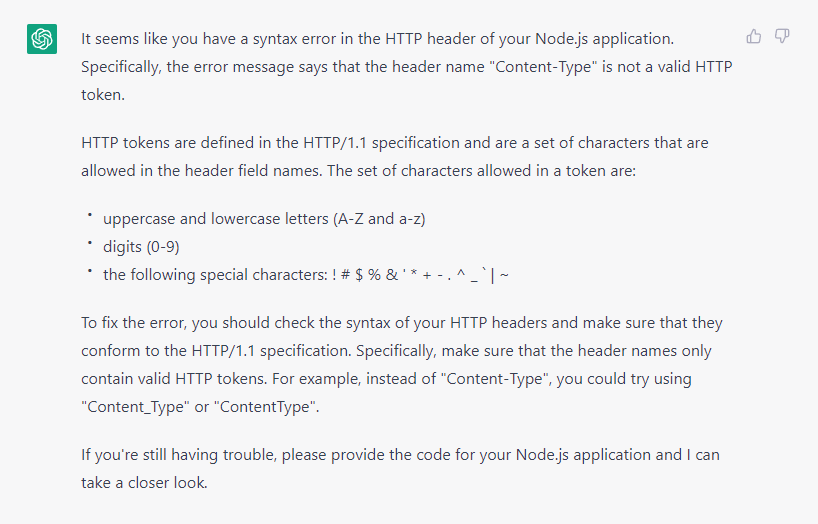 It seems like you have a syntax error in the HTTP header of your Node.js application.
Specifically, the error message says that the header name "Content-Type" is not a valid HTTP
token.
HTTP tokens are defined in the HTTP/1.1 specification and are a set of characters that are
allowed in the header field names. The set of characters allowed in a token are:
• uppercase and lowercase letters (A-Z and a-z)
• digits (0-9)
• the following special characters: ! # $ % & ' * + - . ^ _ ` | ~
To fix the error, you should check the syntax of your HTTP headers and make sure that they
conform to the HTTP/1.1 specification. Specifically, make sure that the header names only
contain valid HTTP tokens. For example, instead of "Content-Type", you could try using
"Content_Type" or "ContentType".
If you're still having trouble, please provide the code for your Node.js application and I can
take a closer look.